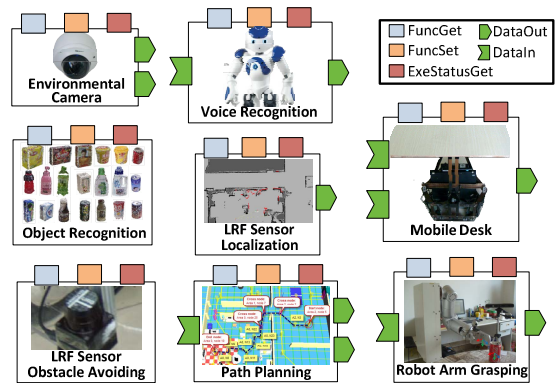 FuncGet
FuncSet
ExeStatusGet
DataOut
DataIn
Environmental
Camera
Voice Recognition
Object Recognition
LRF Sensor
Localization
Mobile Desk
LRF Sensor
Obstacle Avoiding
Path Planning
Robot Arm Grasping